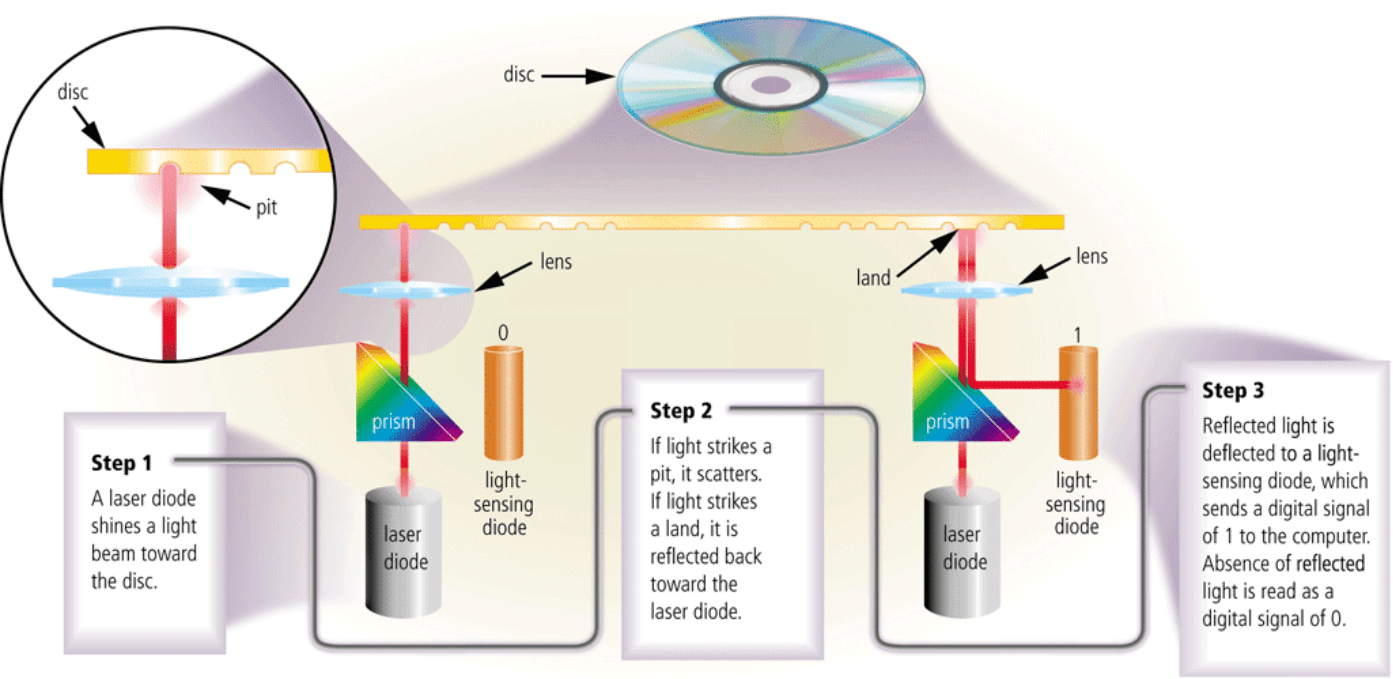 disc
pit
disc
lens
land
lens
0
1
prism
prism
light-
sensing
diode
light-
sensing
diode
laser
diode
laser
diode
Step 1
A laser diode
shines a light
beam toward
the disc.
Step 2
If light strikes a
pit, it scatters.
If light strikes
a land, it is
reflected back
toward the
laser diode.
Step 3
Reflected light is
deflected to a light-
sensing diode, which
sends a digital signal
of 1 to the computer.
Absence of reflected
light is read as a
digital signal of 0.